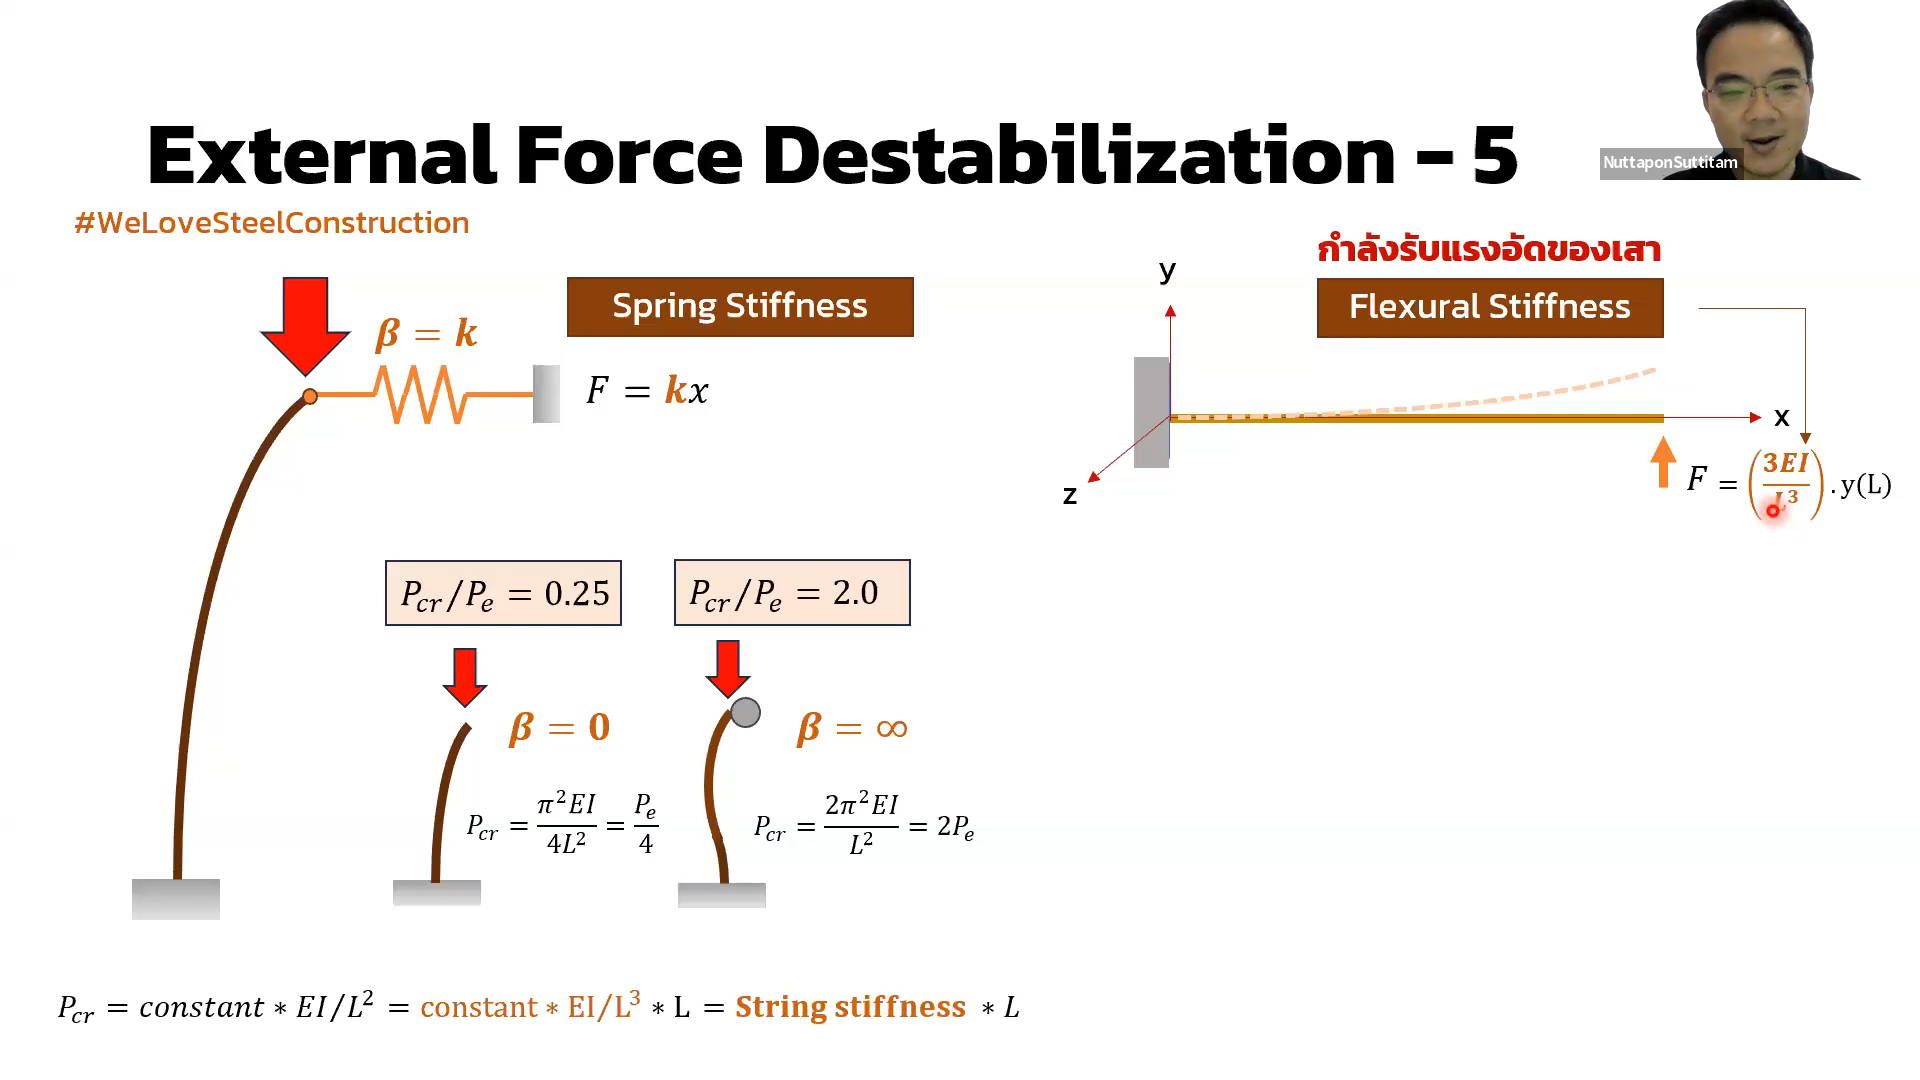 External Force Destabilization - 5
NuttaponSuttitam
#WeLoveSteelConstruction
β = k
Spring Stiffness
F = kx
กำลังรับแรงอัดของเสา
Flexural Stiffness
y
x
z
F = (3EI/L³) . y(L)
P_cr/P_e = 0.25
P_cr/P_e = 2.0
β = 0
β = ∞
P_cr = π²EI/4L² = P_e/4
P_cr = 2π²EI/L² = 2P_e
P_cr = constant * EI/L² = constant * EI/L³ * L = String stiffness * L